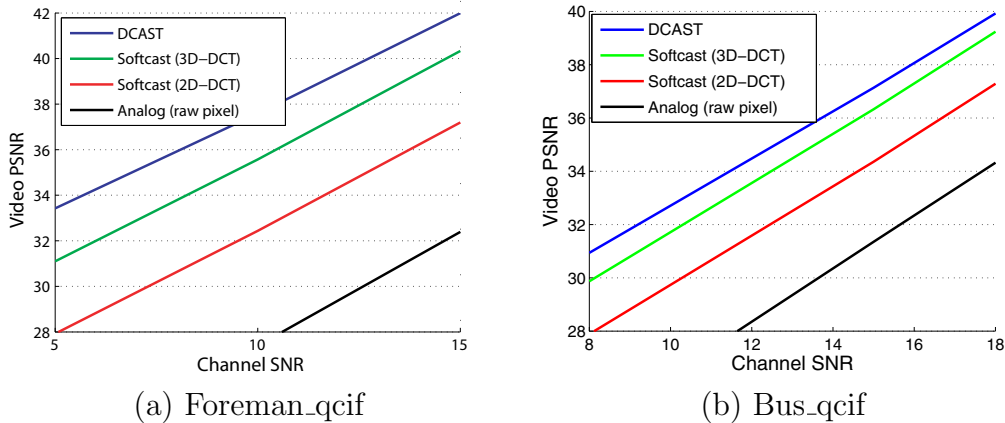 42
40
38
36
34
32
30
28
Video PSNR
DCAST
Softcast (3D-DCT)
Softcast (2D-DCT)
Analog (raw pixel)
5
10
15
Channel SNR
(a) Foreman_qcif
40
38
36
34
32
30
28
Video PSNR
DCAST
Softcast (3D-DCT)
Softcast (2D-DCT)
Analog (raw pixel)
8
10
12
14
16
18
Channel SNR
(b) Bus_qcif